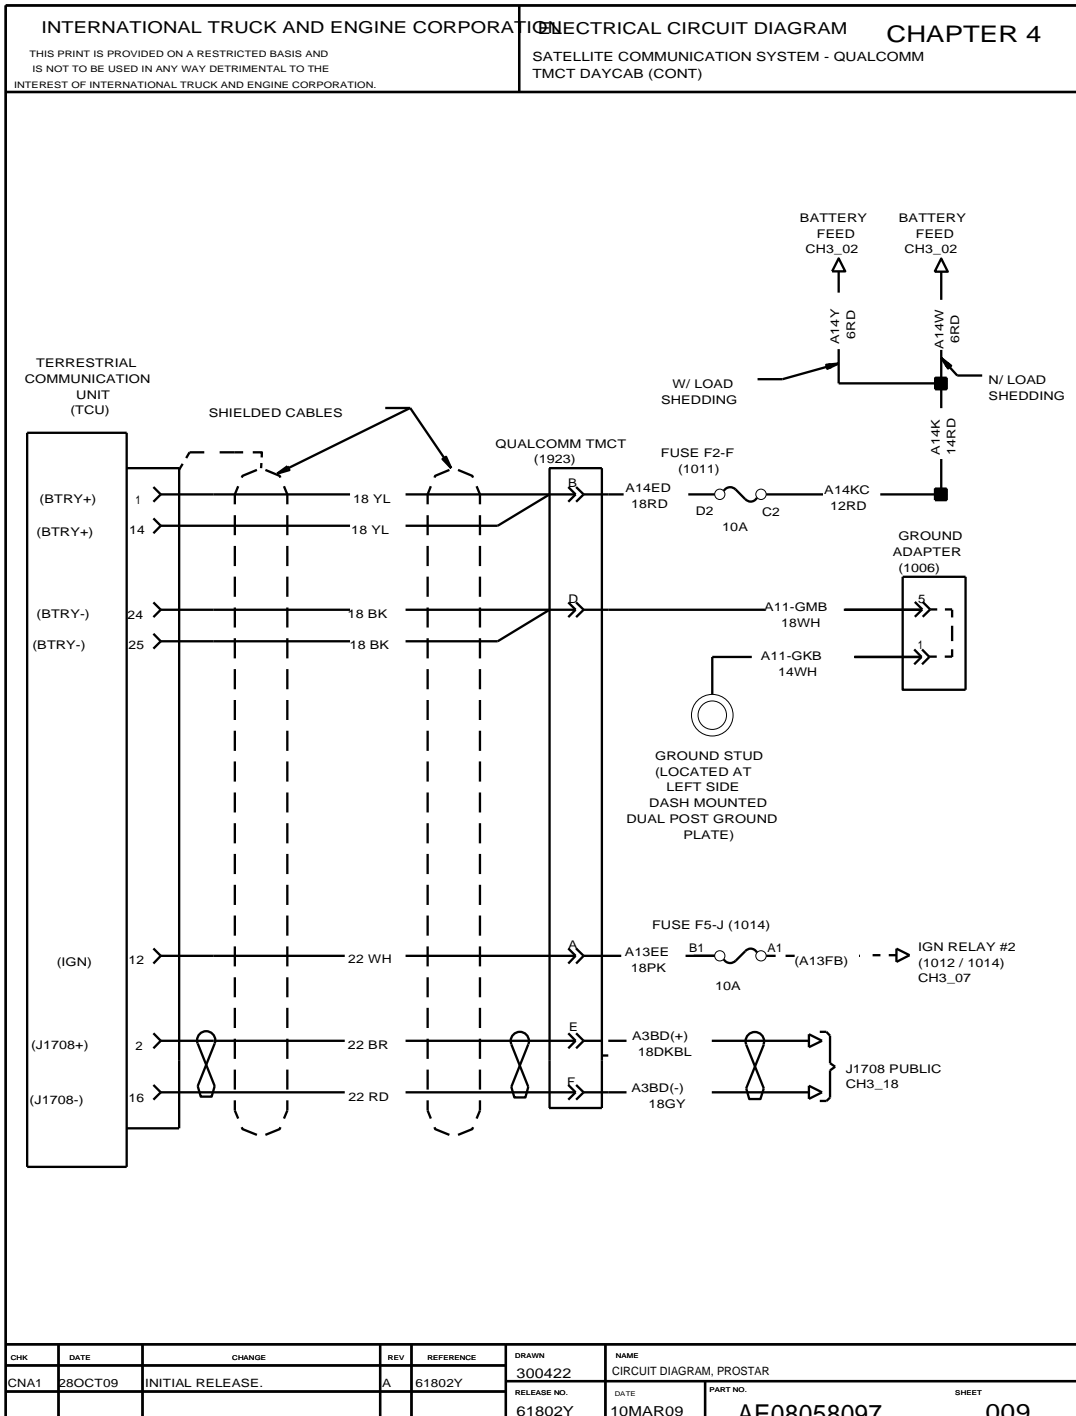 INTERNATIONAL TRUCK AND ENGINE CORPORATION
THIS PRINT IS PROVIDED ON A RESTRICTED BASIS AND
IS NOT TO BE USED IN ANY WAY DETRIMENTAL TO THE
INTEREST OF INTERNATIONAL TRUCK AND ENGINE CORPORATION.
ELECTRICAL CIRCUIT DIAGRAM
CHAPTER 4
SATELLITE COMMUNICATION SYSTEM - QUALCOMM
TMCT DAYCAB (CONT)
BATTERY
FEED
CH3_02
BATTERY
FEED
CH3_02
A14Y
6RD
A14W
6RD
W/ LOAD
SHEDDING
N/ LOAD
SHEDDING
A14K
14RD
TERRESTRIAL
COMMUNICATION
UNIT
(TCU)
SHIELDED CABLES
QUALCOMM TMCT
(1923)
FUSE F2-F
(1011)
(BTRY+)
1
18 YL
B
A14ED
18RD
D2
C2
10A
A14KC
12RD
(BTRY+)
14
18 YL
GROUND
ADAPTER
(1006)
(BTRY-)
24
18 BK
D
A11-GMB
18WH
5
(BTRY-)
25
18 BK
A11-GKB
14WH
1
GROUND STUD
(LOCATED AT
LEFT SIDE
DASH MOUNTED
DUAL POST GROUND
PLATE)
FUSE F5-J (1014)
(IGN)
12
22 WH
A
A13EE
18PK
B1
A1
10A
(A13FB)
IGN RELAY #2
(1012 / 1014)
CH3_07
(J1708+)
2
22 BR
E
A3BD(+)
18DKBL
J1708 PUBLIC
CH3_18
(J1708-)
16
22 RD
F
A3BD(-)
18GY
CHK
DATE
CHANGE
REV
REFERENCE
DRAWN
NAME
CNA1
28OCT09
INITIAL RELEASE.
A
61802Y
300422
CIRCUIT DIAGRAM, PROSTAR
RELEASE NO.
DATE
PART NO.
SHEET
61802Y
10MAR09
AE08058097
009